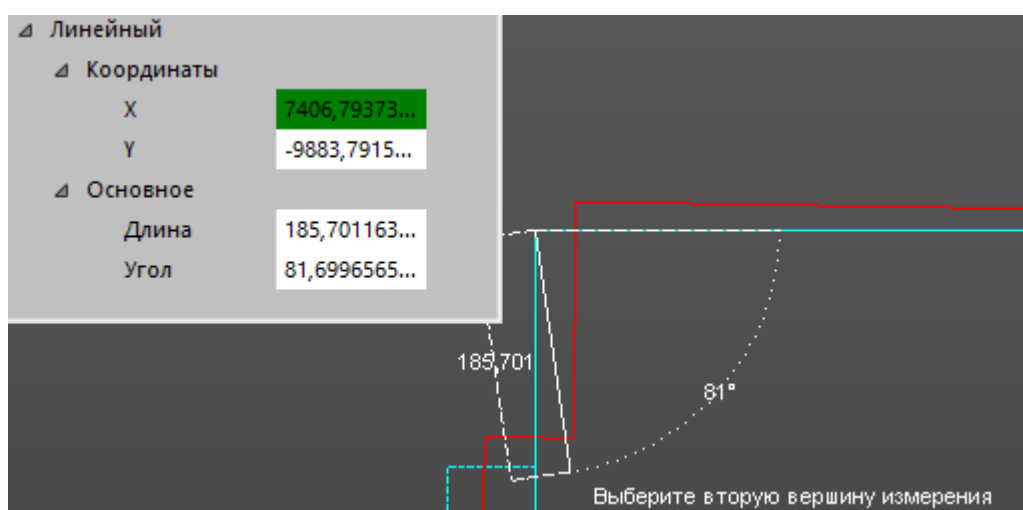 Линейный
Координаты
X 7406,79373...
Y -9883,7915...
Основное
Длина 185,701163...
Угол 81,6996565...
185,701
81°
Выберите вторую вершину измерения